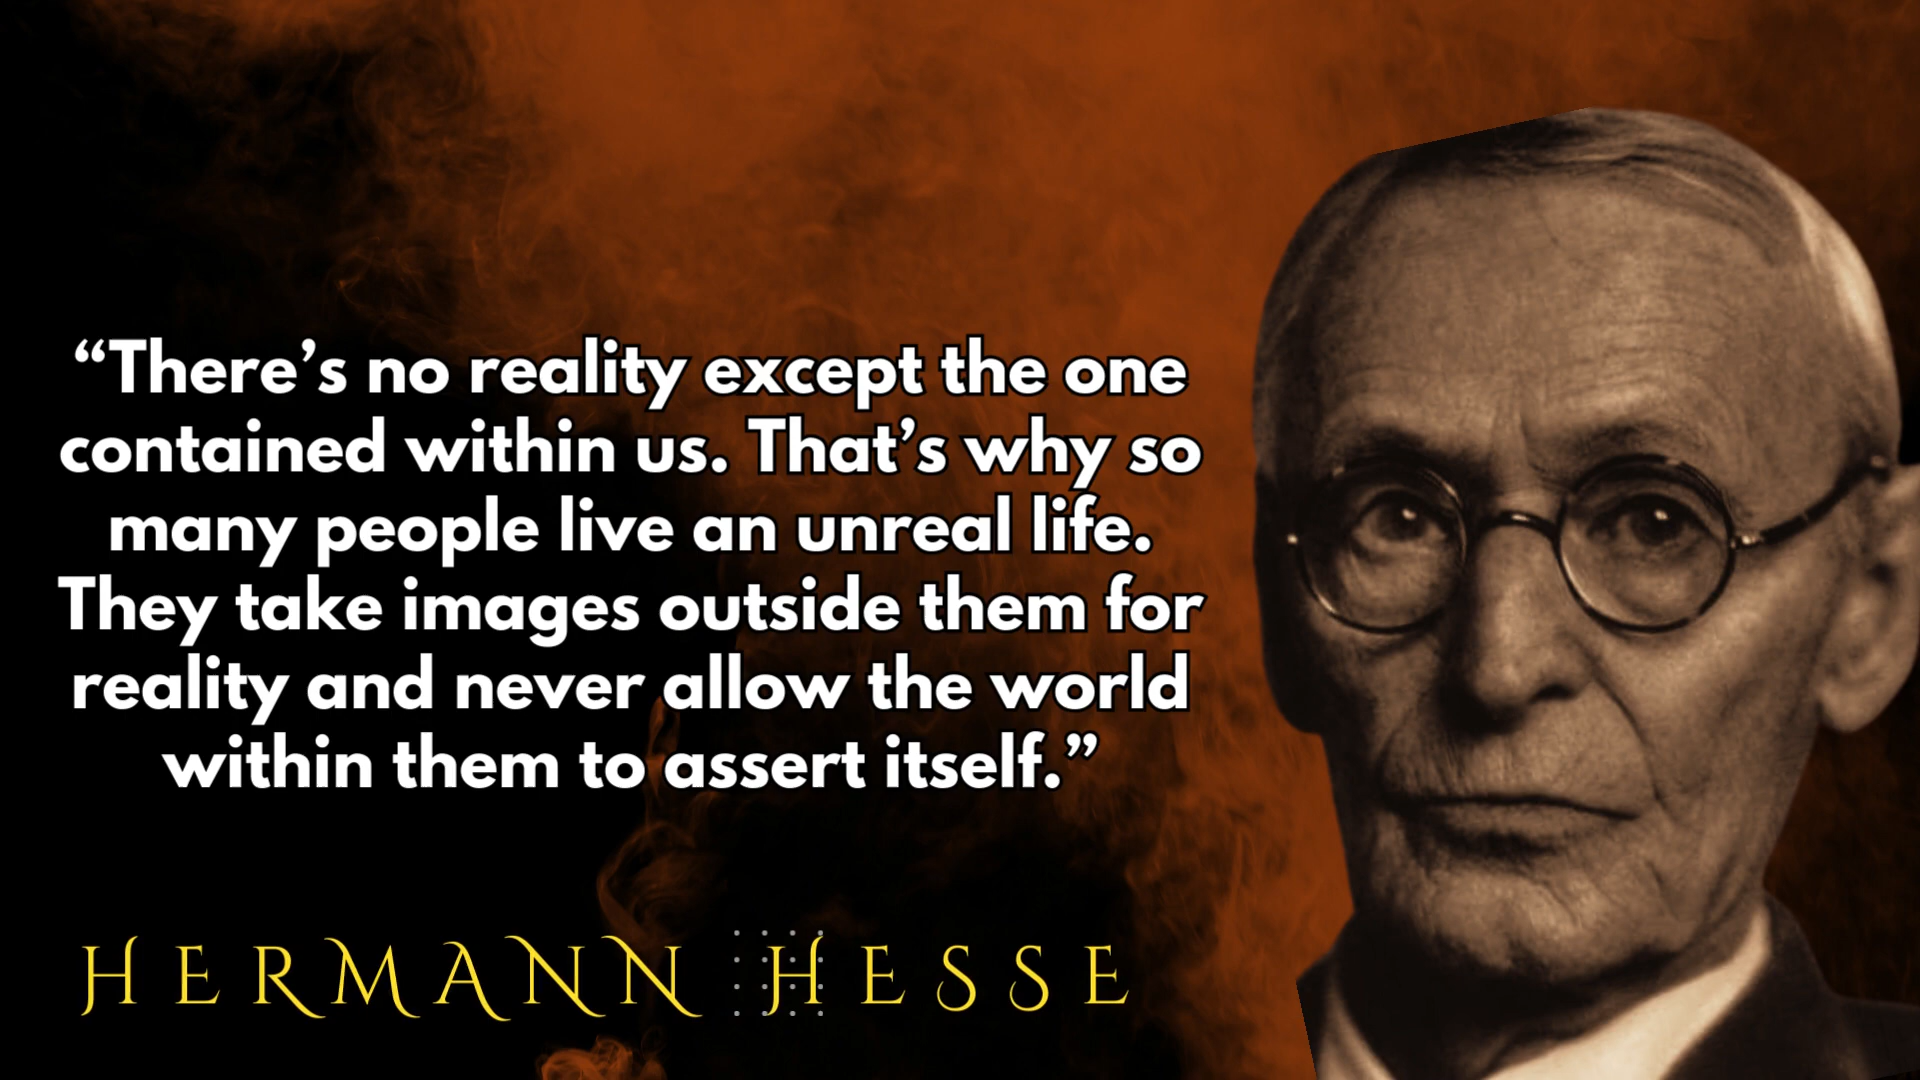 “There’s no reality except the one
contained within us. That’s why so
many people live an unreal life.
They take images outside them for
reality and never allow the world
within them to assert itself.”
HERMANN HESSE